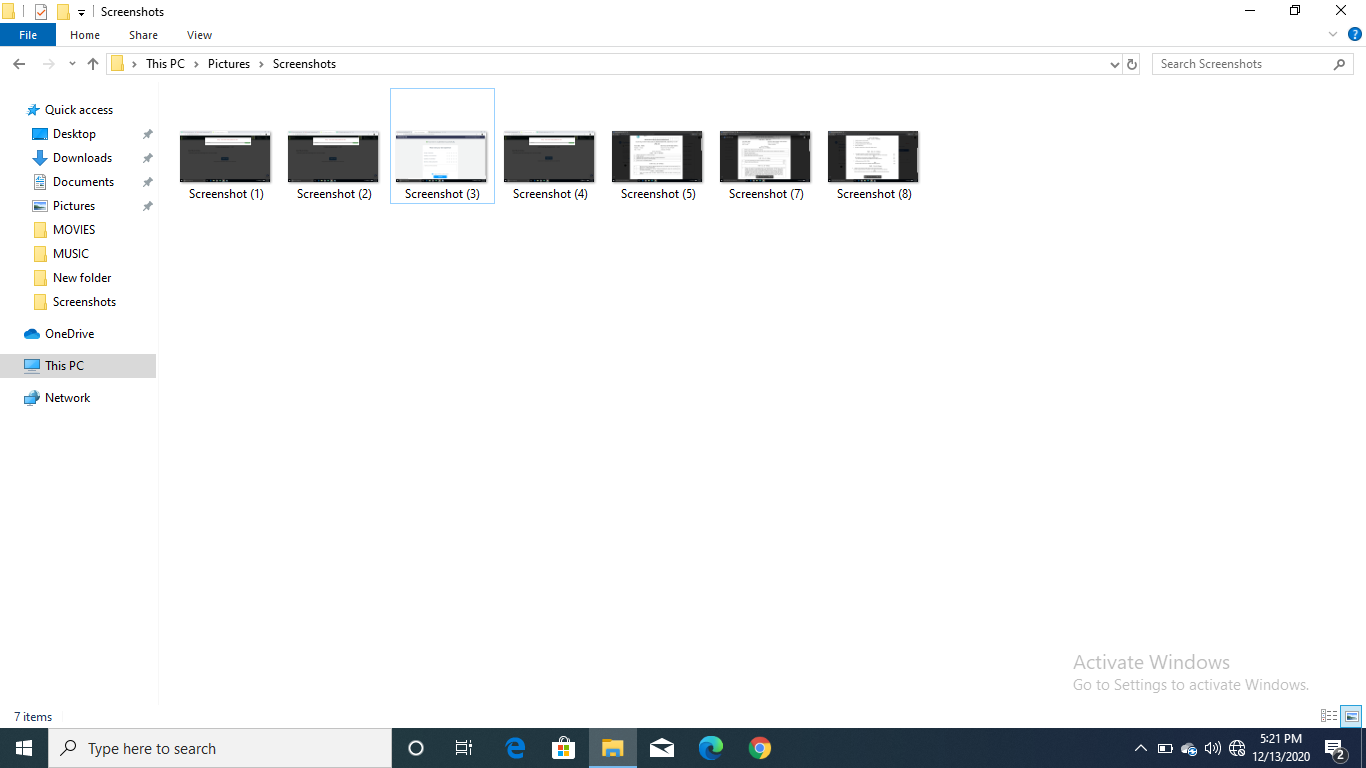 Screenshots
File Home Share View
This PC Pictures Screenshots
Search Screenshots
Quick access
Desktop
Downloads
Documents
Pictures
MOVIES
MUSIC
New folder
Screenshots
OneDrive
This PC
Network
Screenshot (1) Screenshot (2) Screenshot (3) Screenshot (4) Screenshot (5) Screenshot (7) Screenshot (8)
Activate Windows
Go to Settings to activate Windows.
7 items
Type here to search
5:21 PM
12/13/2020
2